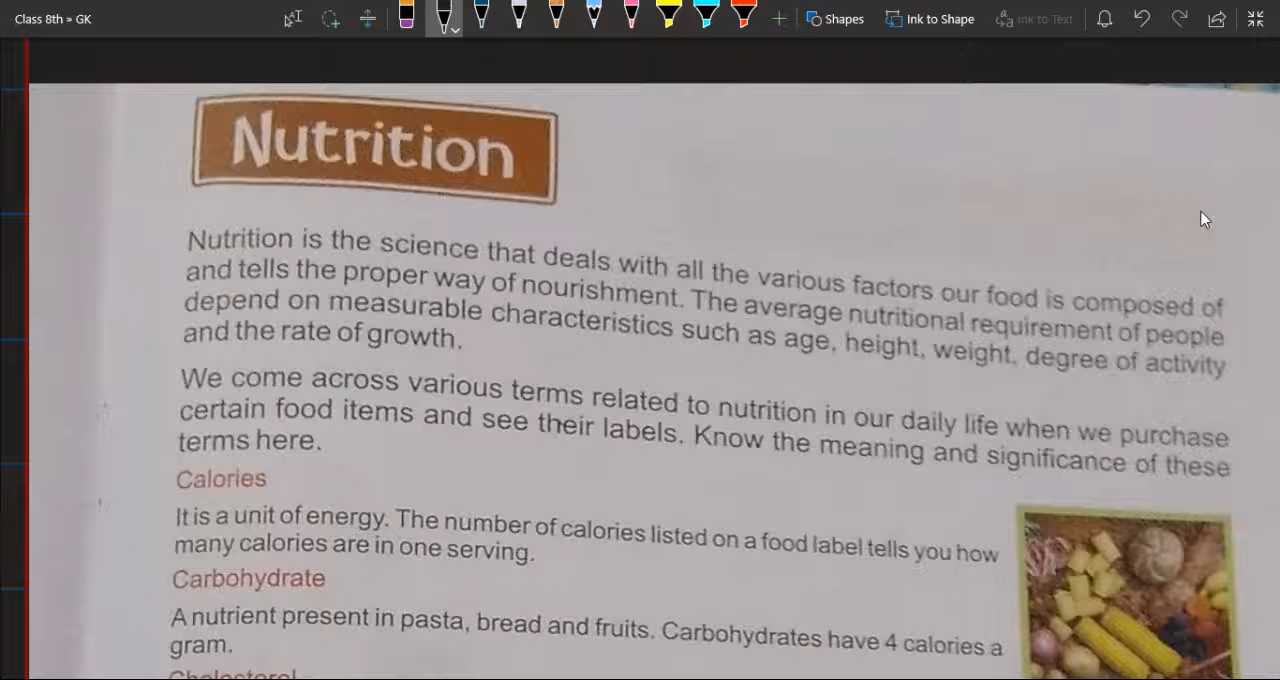 Class 8th » GK
Shapes
Ink to Shape
Ink to Text
Nutrition
Nutrition is the science that deals with all the various factors our food is composed of
and tells the proper way of nourishment. The average nutritional requirement of people
depend on measurable characteristics such as age, height, weight, degree of activity
and the rate of growth.
We come across various terms related to nutrition in our daily life when we purchase
certain food items and see their labels. Know the meaning and significance of these
terms here.
Calories
It is a unit of energy. The number of calories listed on a food label tells you how
many calories are in one serving.
Carbohydrate
A nutrient present in pasta, bread and fruits. Carbohydrates have 4 calories a
gram.
Cholesterol